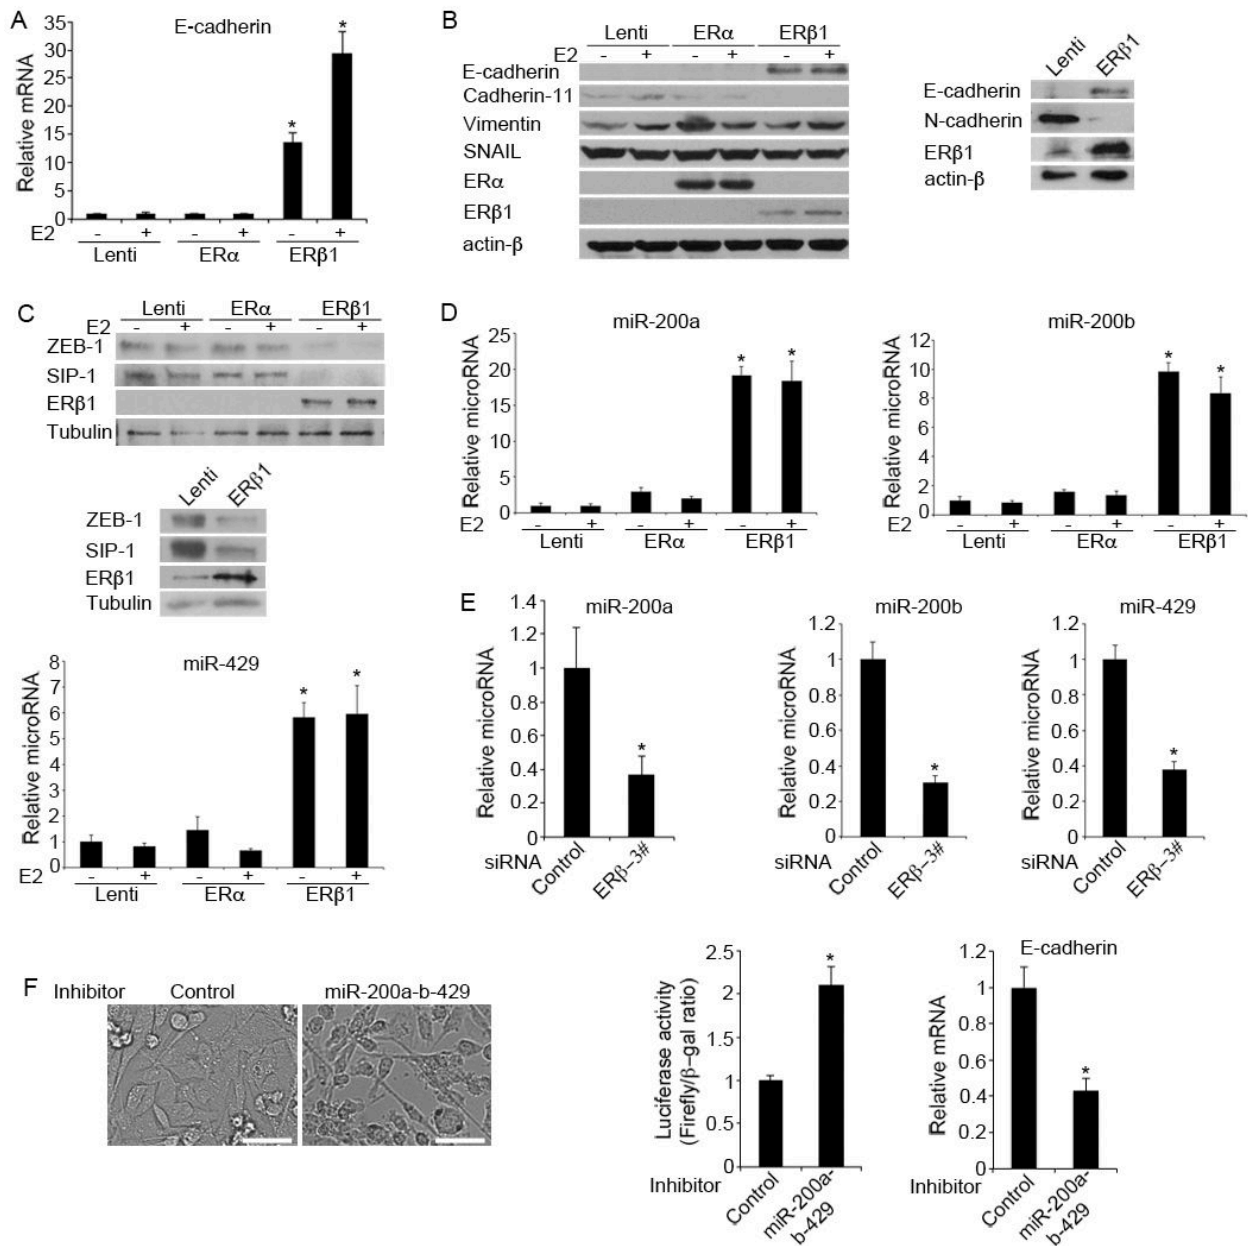 A
E-cadherin
Relative mRNA
35
30
25
20
15
10
5
0
*
*
E2 - + - + - +
Lenti ERα ERβ1
B
Lenti ERα ERβ1
E2 - + - + - +
E-cadherin
Cadherin-11
Vimentin
SNAIL
ERα
ERβ1
actin-β
Lenti ERβ1
E-cadherin
N-cadherin
ERβ1
actin-β
C
Lenti ERα ERβ1
E2 - + - + - +
ZEB-1
SIP-1
ERβ1
Tubulin
Lenti ERβ1
ZEB-1
SIP-1
ERβ1
Tubulin
miR-429
Relative microRNA
8
7
6
5
4
3
2
1
0
* *
E2 - + - + - +
Lenti ERα ERβ1
D
miR-200a
Relative microRNA
25
20
15
10
5
0
* *
E2 - + - + - +
Lenti ERα ERβ1
miR-200b
Relative microRNA
12
10
8
6
4
2
0
* *
E2 - + - + - +
Lenti ERα ERβ1
E
miR-200a
Relative microRNA
1.4
1.2
1
0.8
0.6
0.4
0.2
0
*
siRNA Control ERβ–3#
miR-200b
Relative microRNA
1.2
1
0.8
0.6
0.4
0.2
0
*
siRNA Control ERβ–3#
miR-429
Relative microRNA
1.2
1
0.8
0.6
0.4
0.2
0
*
siRNA Control ERβ–3#
F
Inhibitor Control miR-200a-b-429
Luciferase activity
(Firefly/β–gal ratio)
2.5
2
1.5
1
0.5
0
*
Inhibitor Control miR-200a-
b-429
E-cadherin
Relative mRNA
1.2
1
0.8
0.6
0.4
0.2
0
*
Inhibitor Control miR-200a-
b-429